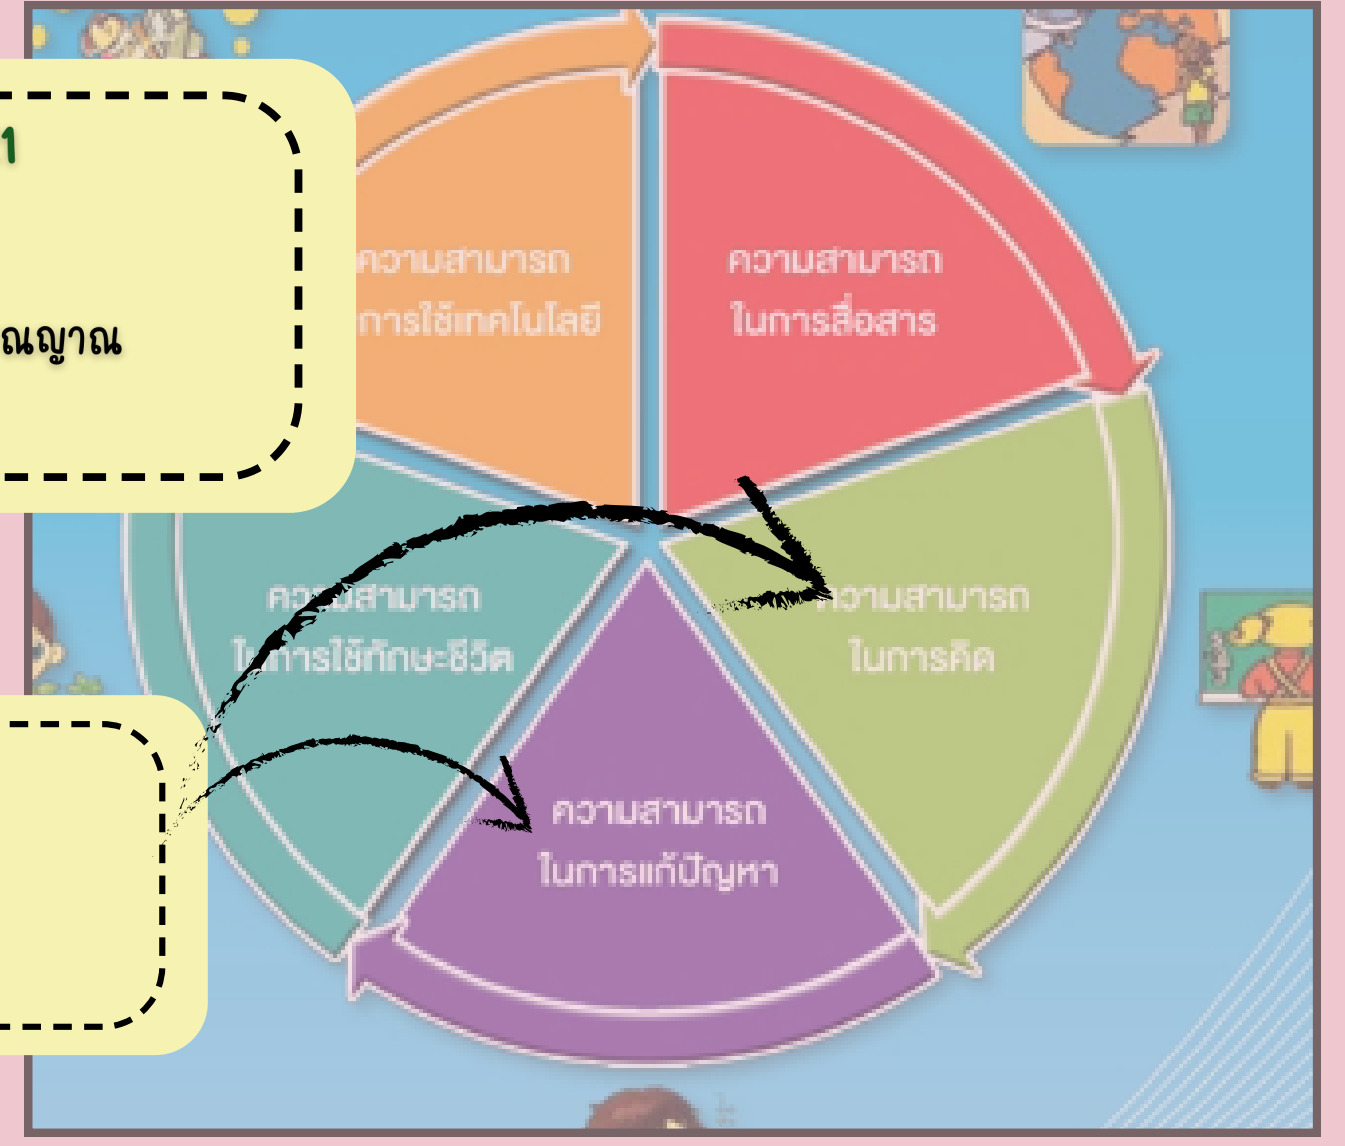 1
ณญาณ
ความสามารถ
การใช้เทคโนโลยี
ความสามารถ
ในการสื่อสาร
ความสามารถ
ในการใช้ทักษะชีวิต
ความสามารถ
ในการคิด
ความสามารถ
ในการแก้ปัญหา